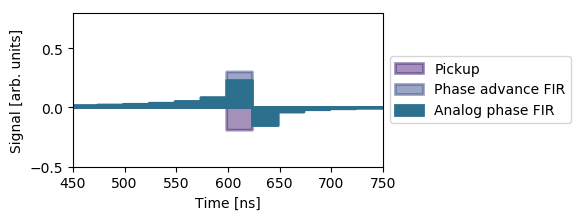 Signal [arb. units]
0.5
0.0
−0.5
450 500 550 600 650 700 750
Time [ns]
Pickup
Phase advance FIR
Analog phase FIR